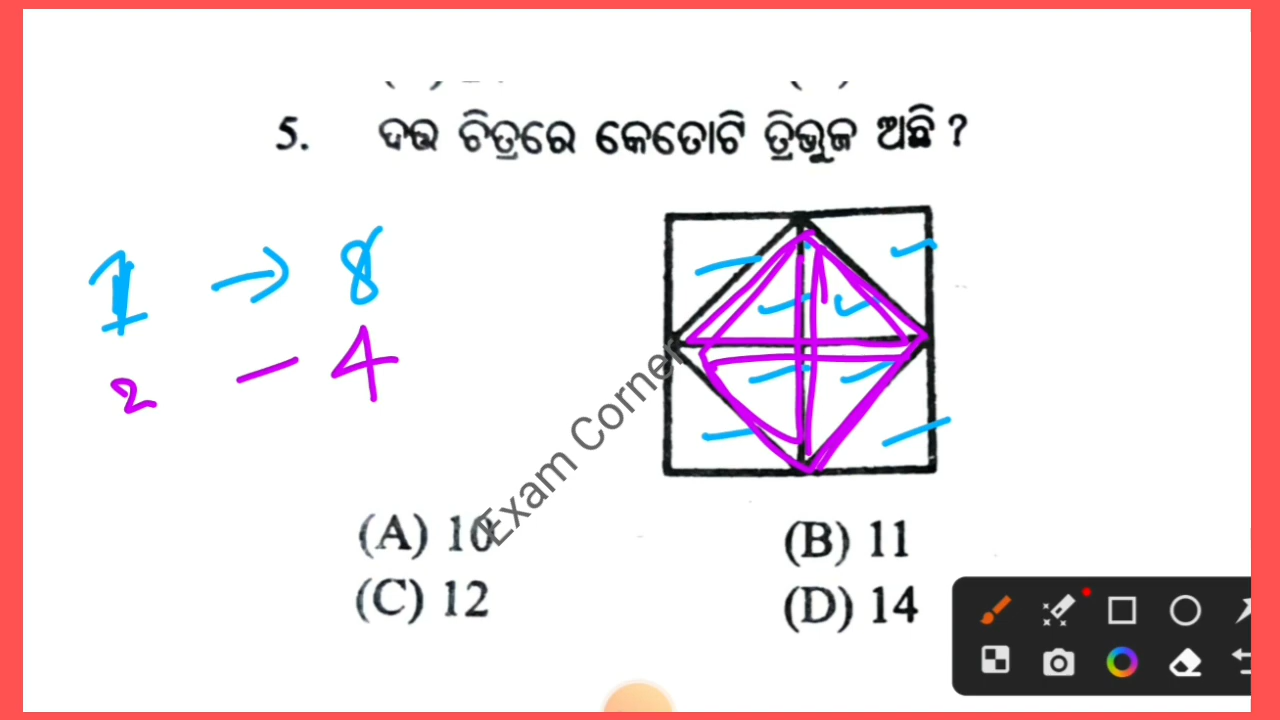 5. ଦତ୍ତ ଚିତ୍ରରେ କେତୋଟି ତ୍ରିଭୁଜ ଅଛି ?
1 → 8
2 - 4
Exam Corner
(A) 10 (B) 11
(C) 12 (D) 14